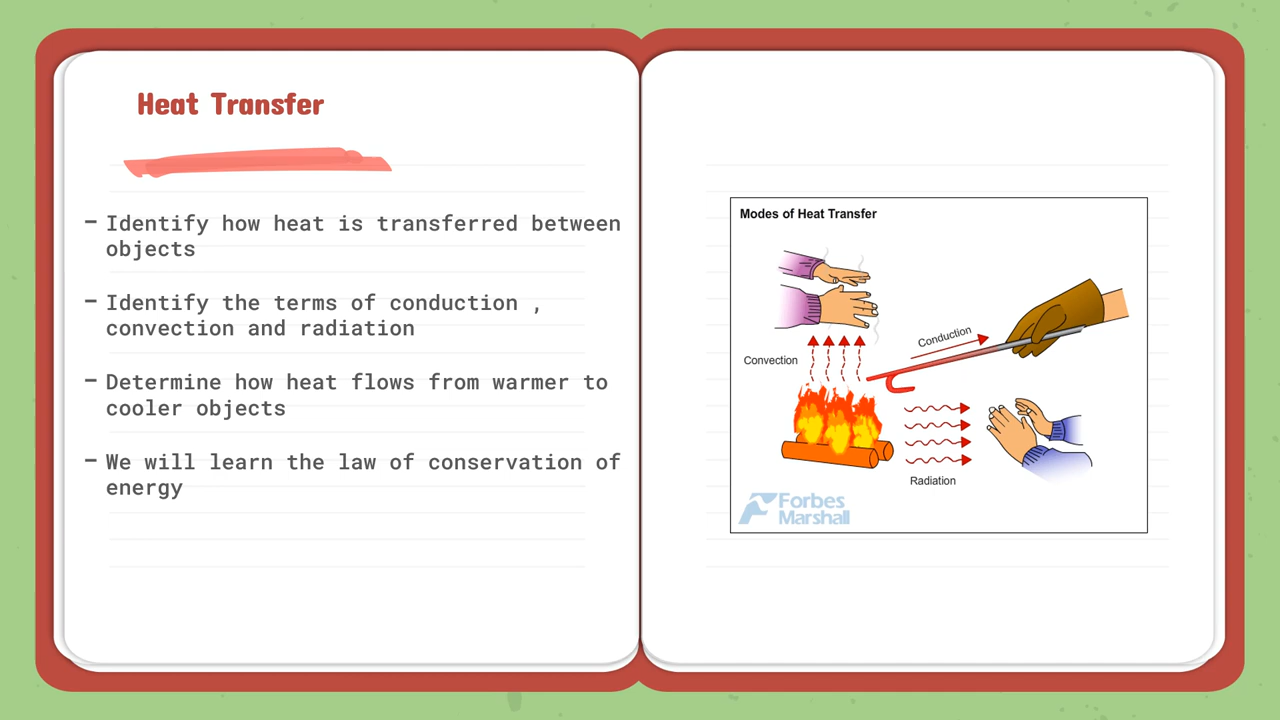 Heat Transfer
- Identify how heat is transferred between
objects
- Identify the terms of conduction ,
convection and radiation
- Determine how heat flows from warmer to
cooler objects
- We will learn the law of conservation of
energy
Modes of Heat Transfer
Conduction
Convection
Radiation
Forbes
Marshall